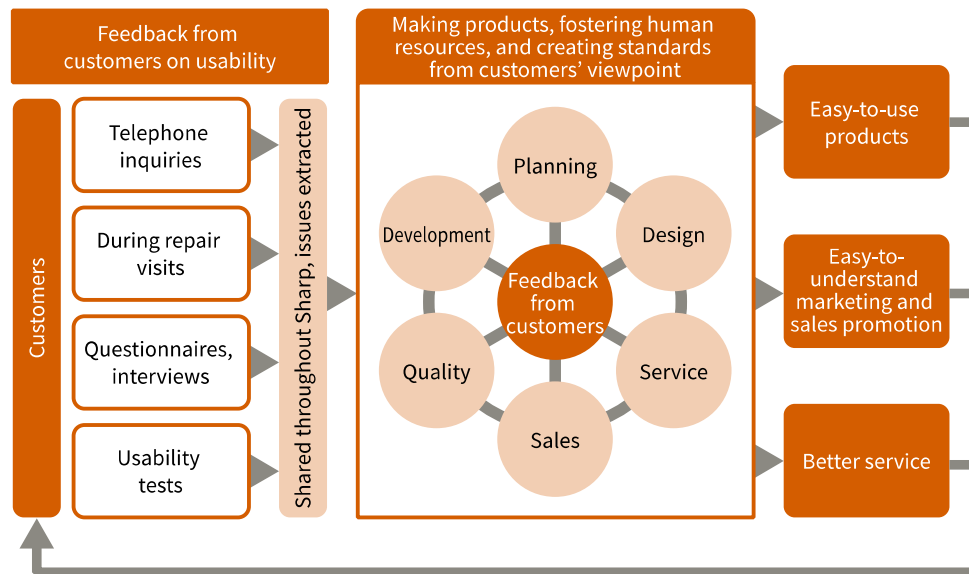 Feedback from
customers on usability
Customers
Telephone
inquiries
During repair
visits
Questionnaires,
interviews
Usability
tests
Shared throughout Sharp, issues extracted
Making products, fostering human
resources, and creating standards
from customers’ viewpoint
Planning
Development
Design
Feedback
from
customers
Quality
Service
Sales
Easy-to-use
products
Easy-to-
understand
marketing and
sales promotion
Better service